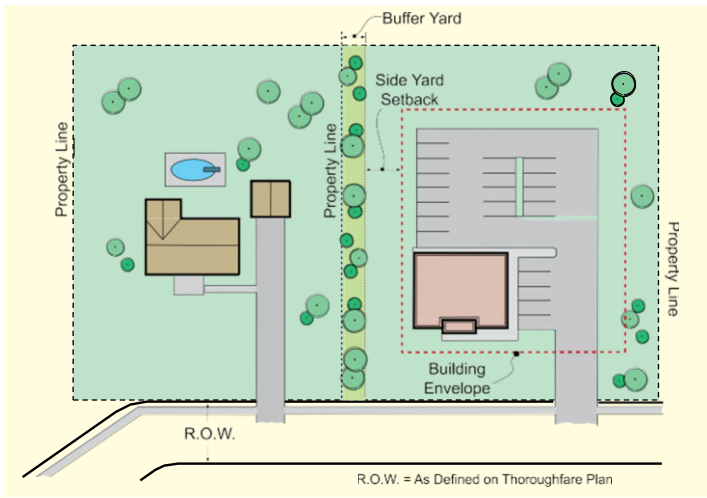 Buffer Yard
Side Yard
Setback
Property Line
Property Line
Property Line
Building
Envelope
R.O.W.
R.O.W. = As Defined on Thoroughfare Plan